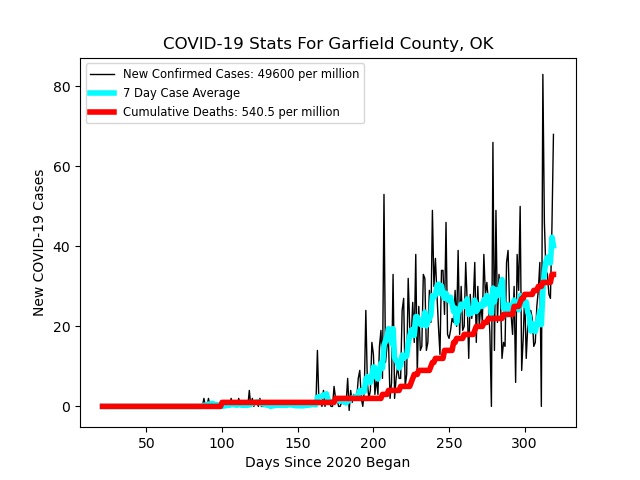 COVID-19 Stats For Garfield County, OK
New Confirmed Cases: 49600 per million
7 Day Case Average
Cumulative Deaths: 540.5 per million
80
60
40
20
0
New COVID-19 Cases
50 100 150 200 250 300
Days Since 2020 Began